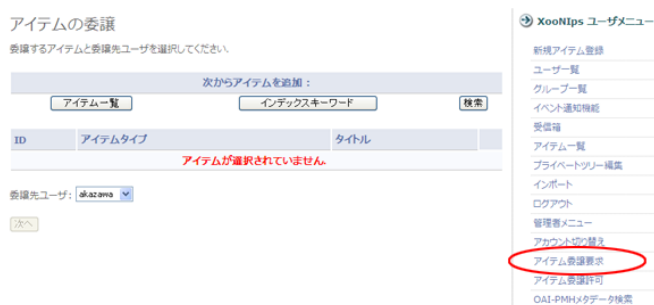 アイテムの委譲
委譲するアイテムと委譲先ユーザを選択してください。
次からアイテムを追加：
アイテム一覧 インデックスキーワード 検索
ID アイテムタイプ タイトル
アイテムが選択されていません。
委譲先ユーザ: akazawa
次へ
XooNIps ユーザメニュー
新規アイテム登録
ユーザ一覧
グループ一覧
イベント通知機能
受信箱
アイテム一覧
プライベートツリー編集
インポート
ログアウト
管理者メニュー
アカウント切り替え
アイテム委譲要求
アイテム委譲許可
OAI-PMHメタデータ検索